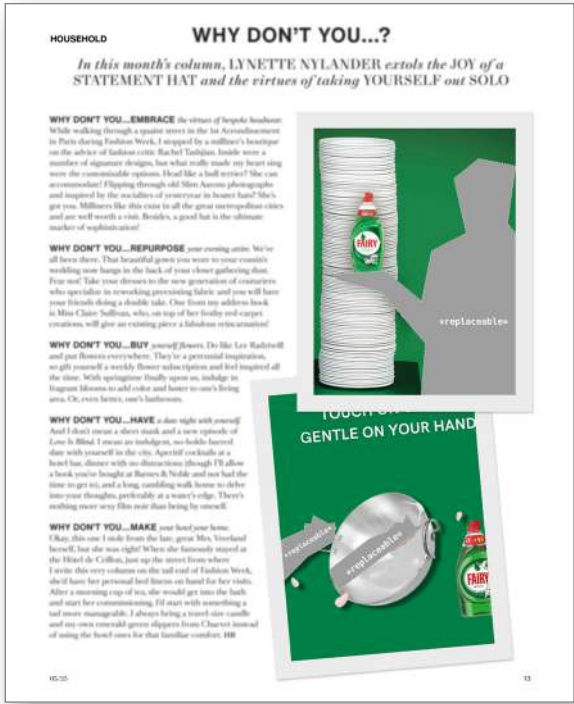 HOUSEHOLD
WHY DON'T YOU...?
In this month's column, LYNETTE NYLANDER extols the JOY of a
STATEMENT HAT and the virtues of taking YOURSELF out SOLO
WHY DON'T YOU...EMBRACE the virtues of bespoke headwear.
While walking through a quaint street in the 1st Arrondissement
in Paris during Fashion Week, I stopped by a milliner's boutique
on the advice of fashion critic Rachel Tashjian. Inside were a
number of signature designs, but what really made my heart sing
were the customisable options. Head like a bull terrier? She can
accommodate! Flipping through old Slim Aarons photographs
and inspired by the socialites of yesteryear in boater hats? She's
got you. Milliners like this exist in all the great metropolitan cities
and are well worth a visit. Besides, a good hat is the ultimate
marker of sophistication!
WHY DON'T YOU...REPURPOSE your evening attire. We've
all been there. That beautiful gown you wore to your cousin's
wedding now hangs in the back of your closet gathering dust.
Fear not! Take your dresses to the new generation of couturiers
who specialize in reworking preexisting fabric and you will have
your friends doing a double take. One from my address book
is Miss Claire Sullivan, who, on top of her frothy red-carpet
creations, will give an existing piece a fabulous reincarnation!
WHY DON'T YOU...BUY yourself flowers. Do like Lee Radziwill
and put flowers everywhere. They're a perennial inspiration,
so gift yourself a weekly flower subscription and feel inspired all
the time. With springtime finally upon us, indulge in
fragrant blooms to add color and luster to one's living
area. Or, even better, one's bathroom.
WHY DON'T YOU...HAVE a date night with yourself.
And I don't mean a sheet mask and a new episode of
Love Is Blind. I mean an indulgent, no-holds-barred
date with yourself in the city. Aperitif cocktails at a
hotel bar, dinner with no distractions (though I'll allow
a book you've bought at Barnes & Noble and not had the
time to get to), and a long, rambling walk home to delve
into your thoughts, preferably at a water's edge. There's
nothing more sexy film noir than being by oneself.
WHY DON'T YOU...MAKE your hotel your home.
Okay, this one I stole from the late, great Mrs. Vreeland
herself, but she was right! When she famously stayed at
the Hôtel de Crillon, just up the street from where
I write this very column on the tail end of Fashion Week,
she'd have her personal bed linens on hand for her visits.
After a morning cup of tea, she would get into the bath
and start her commissioning. I'd start with something a
tad more manageable. I always bring a travel-size candle
and my own emerald-green slippers from Charvet instead
of using the hotel ones for that familiar comfort. HB
FAIRY
«replaceable»
TOUCH ON
GENTLE ON YOUR HAND
«replaceable»
«replaceable»
FAIRY
13